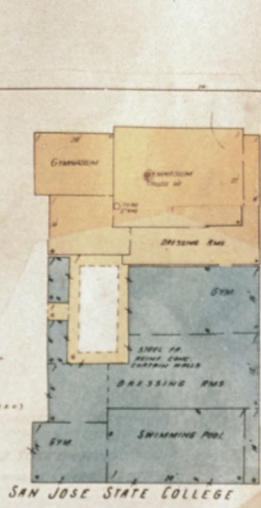 GYMNASIUM
GYMNASIUM
DRESSING RMS
GYM
STEEL FR.
REINF. CONC.
CURTAIN WALLS
DRESSING RMS
GYM
SWIMMING POOL
SAN JOSE STATE COLLEGE